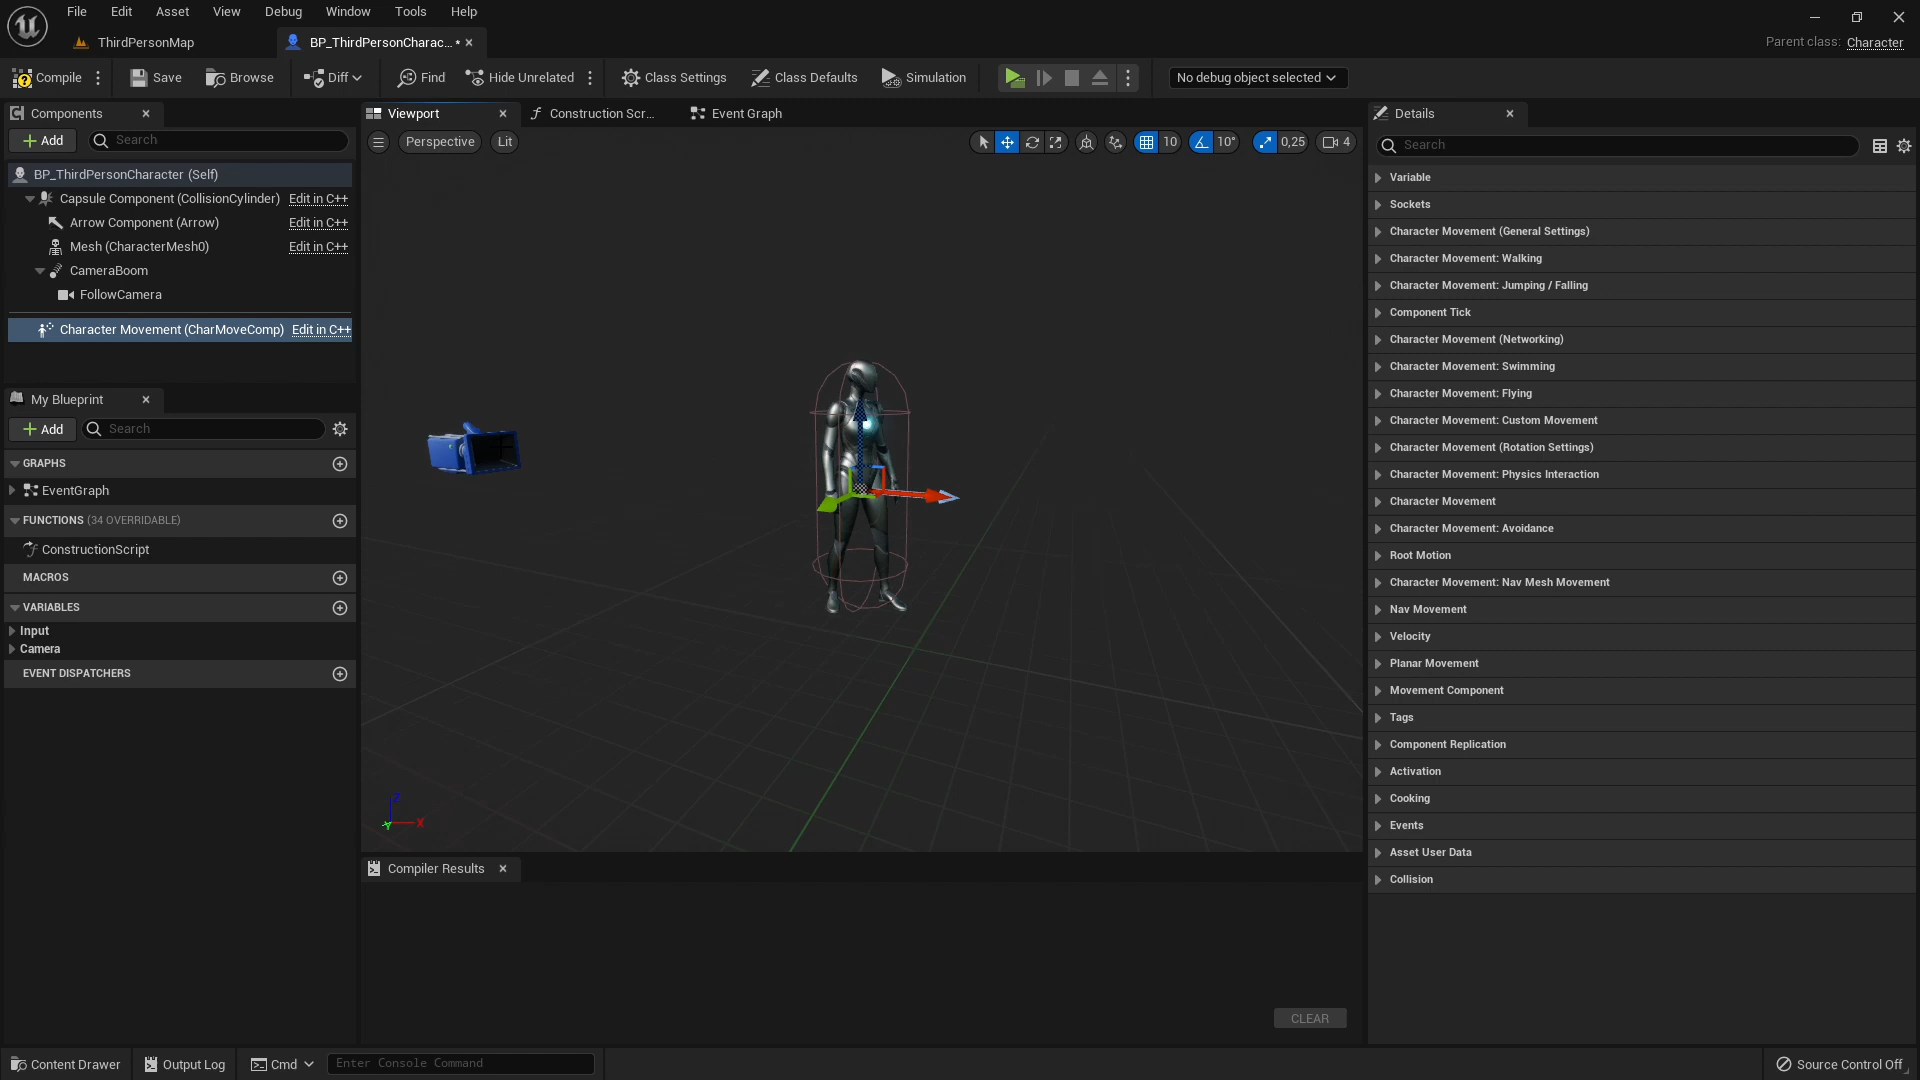 File Edit Asset View Debug Window Tools Help
ThirdPersonMap
BP_ThirdPersonCharac... •
Parent class: Character
Compile
Save
Browse
Diff
Find
Hide Unrelated
Class Settings
Class Defaults
Simulation
No debug object selected
Components
Add
Search
BP_ThirdPersonCharacter (Self)
Capsule Component (CollisionCylinder) Edit in C++
Arrow Component (Arrow) Edit in C++
Mesh (CharacterMesh0) Edit in C++
CameraBoom
FollowCamera
Character Movement (CharMoveComp) Edit in C++
My Blueprint
Add
Search
GRAPHS
EventGraph
FUNCTIONS (34 OVERRIDABLE)
ConstructionScript
MACROS
VARIABLES
Input
Camera
EVENT DISPATCHERS
Viewport
Construction Scr...
Event Graph
Perspective
Lit
10
10°
0,25
4
Z
X
Y
Compiler Results
CLEAR
Details
Search
Variable
Sockets
Character Movement (General Settings)
Character Movement: Walking
Character Movement: Jumping / Falling
Component Tick
Character Movement (Networking)
Character Movement: Swimming
Character Movement: Flying
Character Movement: Custom Movement
Character Movement (Rotation Settings)
Character Movement: Physics Interaction
Character Movement
Character Movement: Avoidance
Root Motion
Character Movement: Nav Mesh Movement
Nav Movement
Velocity
Planar Movement
Movement Component
Tags
Component Replication
Activation
Cooking
Events
Asset User Data
Collision
Content Drawer
Output Log
Cmd
Enter Console Command
Source Control Off